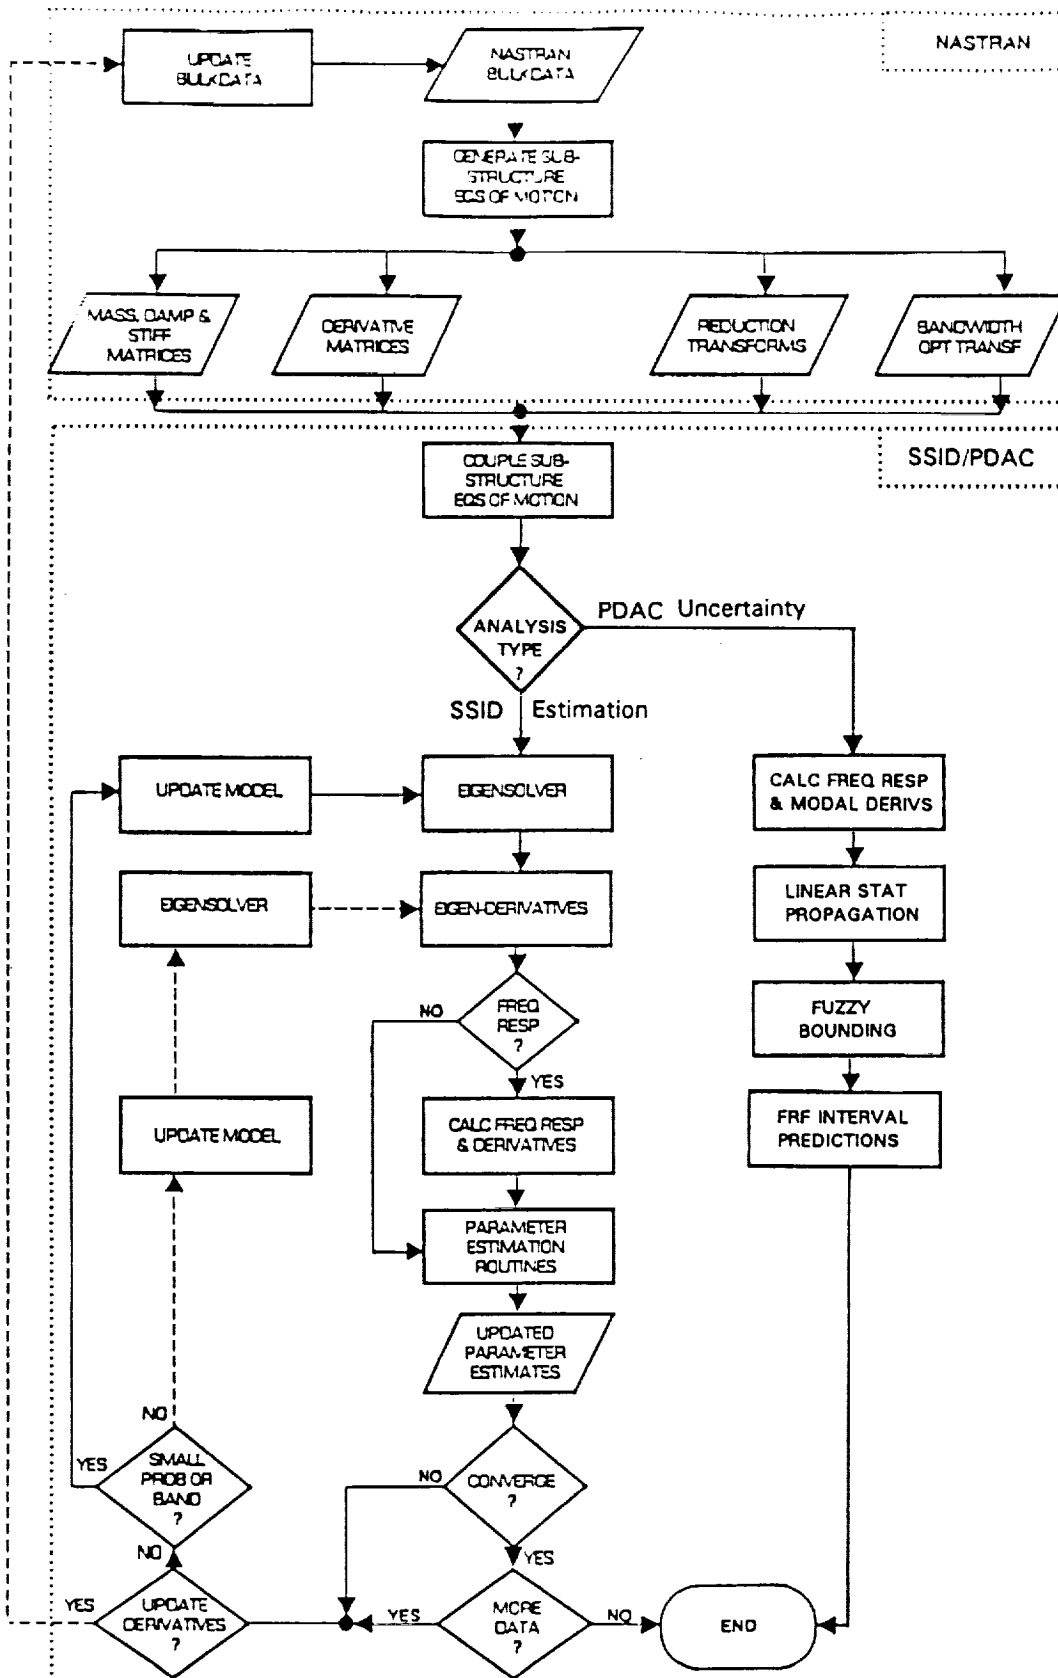 NASTRAN
UPDATE
BULKDATA
NASTRAN
BULKDATA
GENERATE SUB-
STRUCTURE
EQS OF MOTION
MASS, DAMP &
STIFF
MATRICES
DERIVATIVE
MATRICES
REDUCTION
TRANSFORMS
BANDWIDTH
OPT TRANSF
SSID/PDAC
COUPLE SUB-
STRUCTURE
EQS OF MOTION
ANALYSIS
TYPE
?
PDAC Uncertainty
SSID Estimation
UPDATE MODEL
EIGENSOLVER
CALC FREQ RESP
& MODAL DERIVS
EIGENSOLVER
EIGEN-DERIVATIVES
LINEAR STAT
PROPAGATION
NO
FREQ
RESP
?
YES
FUZZY
BOUNDING
UPDATE MODEL
CALC FREQ RESP
& DERIVATIVES
FRF INTERVAL
PREDICTIONS
PARAMETER
ESTIMATION
ROUTINES
UPDATED
PARAMETER
ESTIMATES
NO
YES
SMALL
PROB OR
BAND
?
NO
CONVERGE
?
NO
YES
YES
UPDATE
DERIVATIVES
?
YES
MORE
DATA
?
NO
END